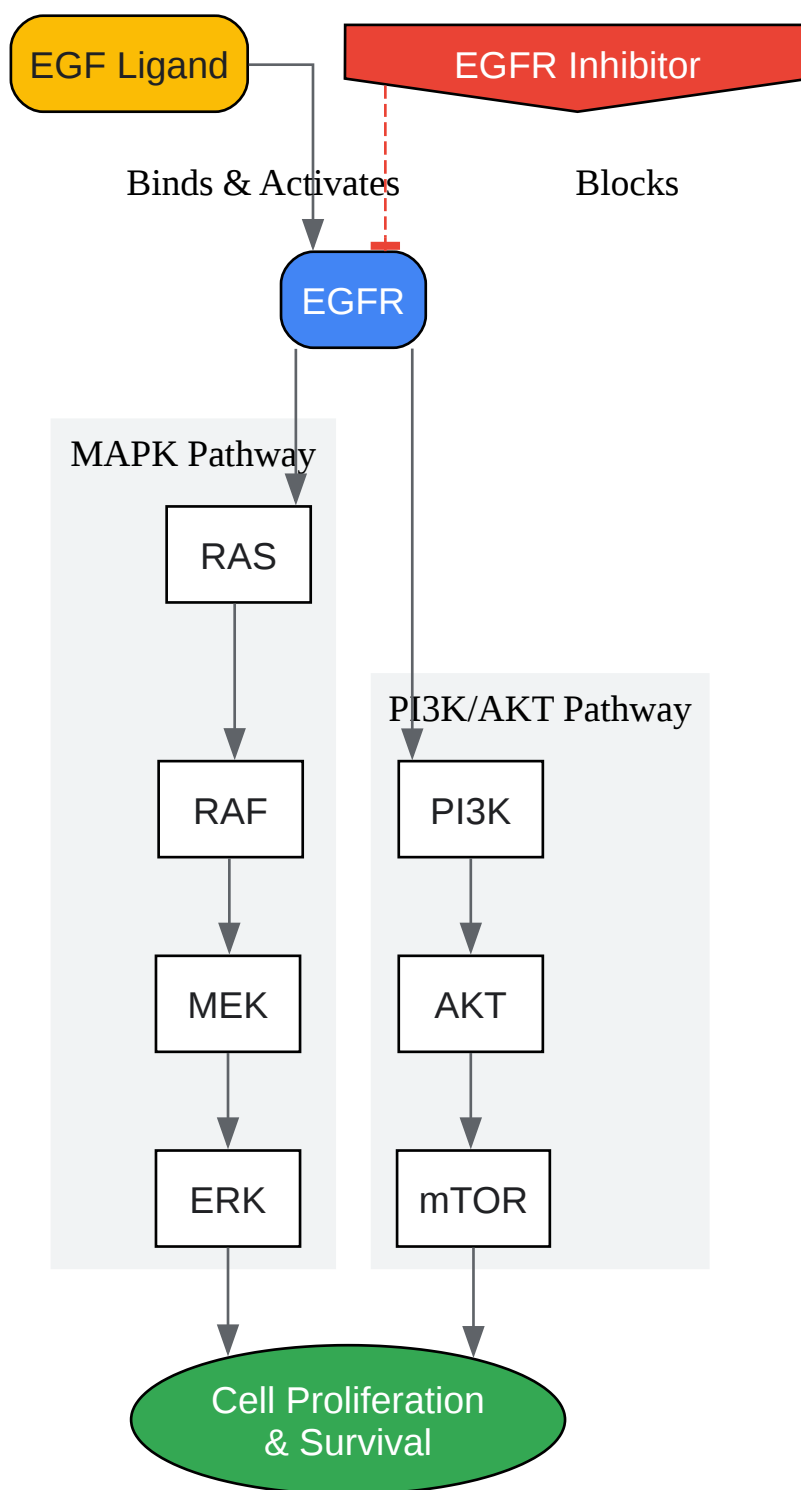 EGF Ligand
EGFR Inhibitor
Binds & Activates
Blocks
EGFR
MAPK Pathway
RAS
PI3K/AKT Pathway
RAF
PI3K
MEK
AKT
ERK
mTOR
Cell Proliferation
& Survival